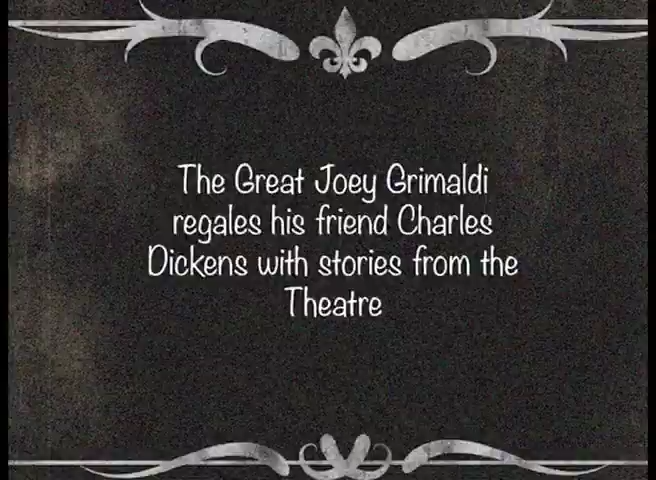 The Great Joey Grimaldi
regales his friend Charles
Dickens with stories from the
Theatre